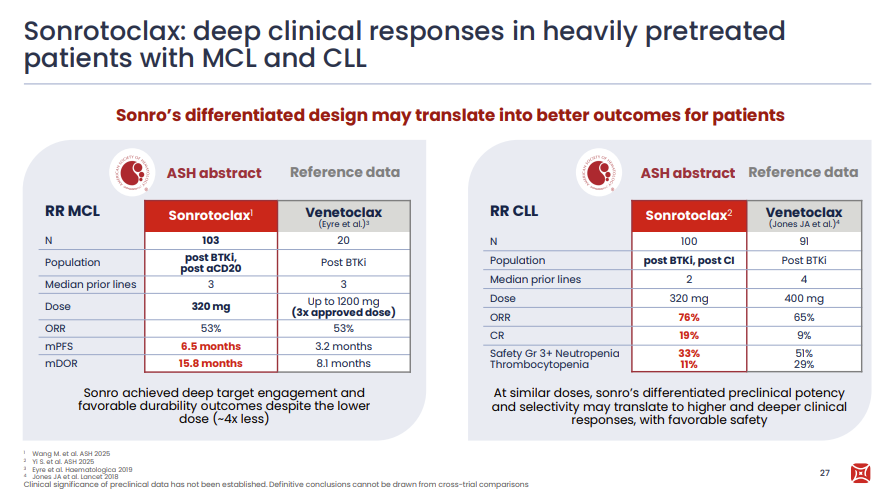 Sonrotoclax: deep clinical responses in heavily pretreated
patients with MCL and CLL
Sonro's differentiated design may translate into better outcomes for patients
ASH abstract Reference data
RR MCL Sonrotoclax¹ Venetoclax
(Eyre et al.)³
N 103 20
Population post BTKi, Post BTKi
post aCD20
Median prior lines 3 3
Dose 320 mg Up to 1200 mg
(3x approved dose)
ORR 53% 53%
mPFS 6.5 months 3.2 months
mDOR 15.8 months 8.1 months
Sonro achieved deep target engagement and
favorable durability outcomes despite the lower
dose (~4x less)
ASH abstract Reference data
RR CLL Sonrotoclax² Venetoclax
(Jones JA et al.)⁴
N 100 91
Population post BTKi, post CI Post BTKi
Median prior lines 2 4
Dose 320 mg 400 mg
ORR 76% 65%
CR 19% 9%
Safety Gr 3+ Neutropenia 33% 51%
Thrombocytopenia 11% 29%
At similar doses, sonro's differentiated preclinical potency
and selectivity may translate to higher and deeper clinical
responses, with favorable safety
¹ Wang M. et al. ASH 2025
² Yi S. et al. ASH 2025
³ Eyre et al. Haematologica 2019
⁴ Jones JA et al. Lancet 2018
Clinical significance of preclinical data has not been established. Definitive conclusions cannot be drawn from cross-trial comparisons
27